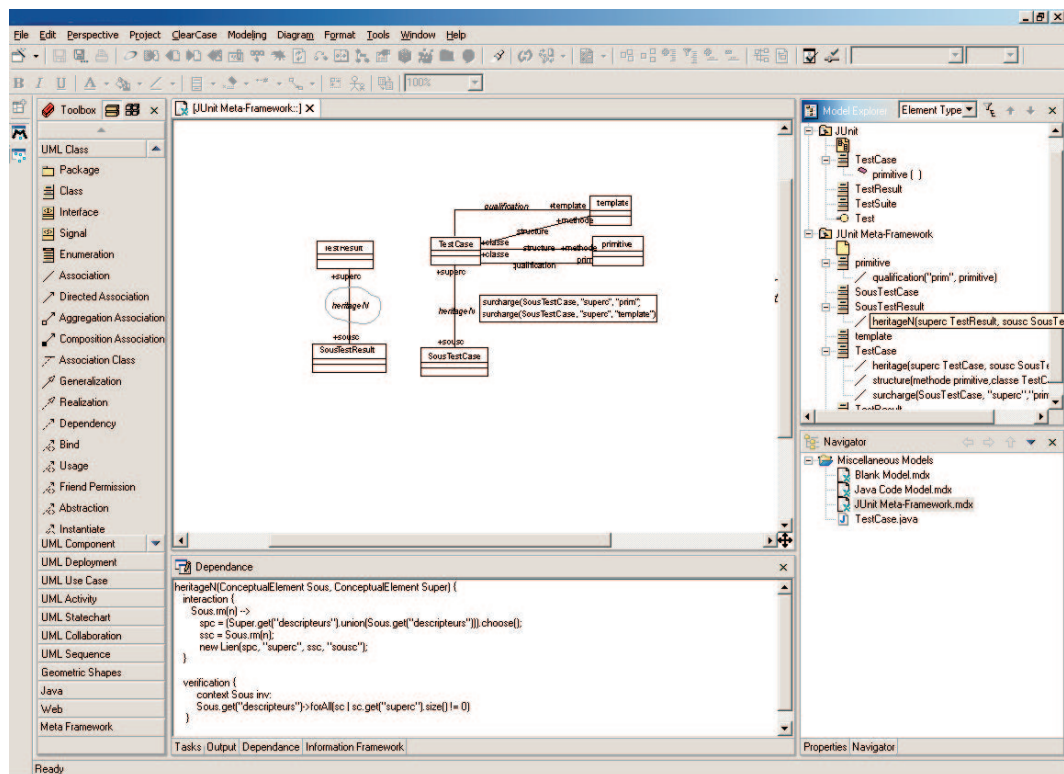 File Edit Perspective Project ClearCase Modeling Diagram Format Tools Window Help
B I U A 100%
Toolbox
UML Class
Package
Class
Interface
Signal
Enumeration
Association
Directed Association
Aggregation Association
Composition Association
Association Class
Generalization
Realization
Dependency
Bind
Usage
Friend Permission
Abstraction
Instantiate
UML Component
UML Deployment
UML Use Case
UML Activity
UML Statechart
UML Collaboration
UML Sequence
Geometric Shapes
Java
Web
Meta Framework
[JUnit Meta-Framework::]
qualification +template template
+methode
structure
TestResult TestCase +classe structure +methode primitive
+classe qualification prim
+superc +superc
heritageN heritageN surcharge(SousTestCase, "superc", "prim",
surcharge(SousTestCase, "superc", "template")
+sousc +sousc
SousTestResult SousTestCase
Dependance
heritageN(ConceptualElement Sous, ConceptualElement Super) {
interaction {
Sous.rm(n) -->
spc = (Super.get("descripteurs").union(Sous.get("descripteurs"))).choose();
ssc = Sous.rm(n);
new Lien(spc, "superc", ssc, "sousc");
}
verification {
context Sous inv:
Sous.get("descripteurs")->forAll(sc | sc.get("superc").size() != 0)
}
Tasks Output Dependance Information Framework
Model Explorer Element Type
JUnit
TestCase
primitive ( )
TestResult
TestSuite
Test
JUnit Meta-Framework
primitive
qualification("prim", primitive)
SousTestCase
SousTestResult
heritageN(superc TestResult, sousc SousTes
template
TestCase
heritage(superc TestCase, sousc SousTe
structure(methode primitive,classe TestC
surcharge(SousTestCase, "superc","prim
TestResult
Navigator
Miscellaneous Models
Blank Model.mdx
Java Code Model.mdx
JUnit Meta-Framework.mdx
TestCase.java
Properties Navigator
Ready